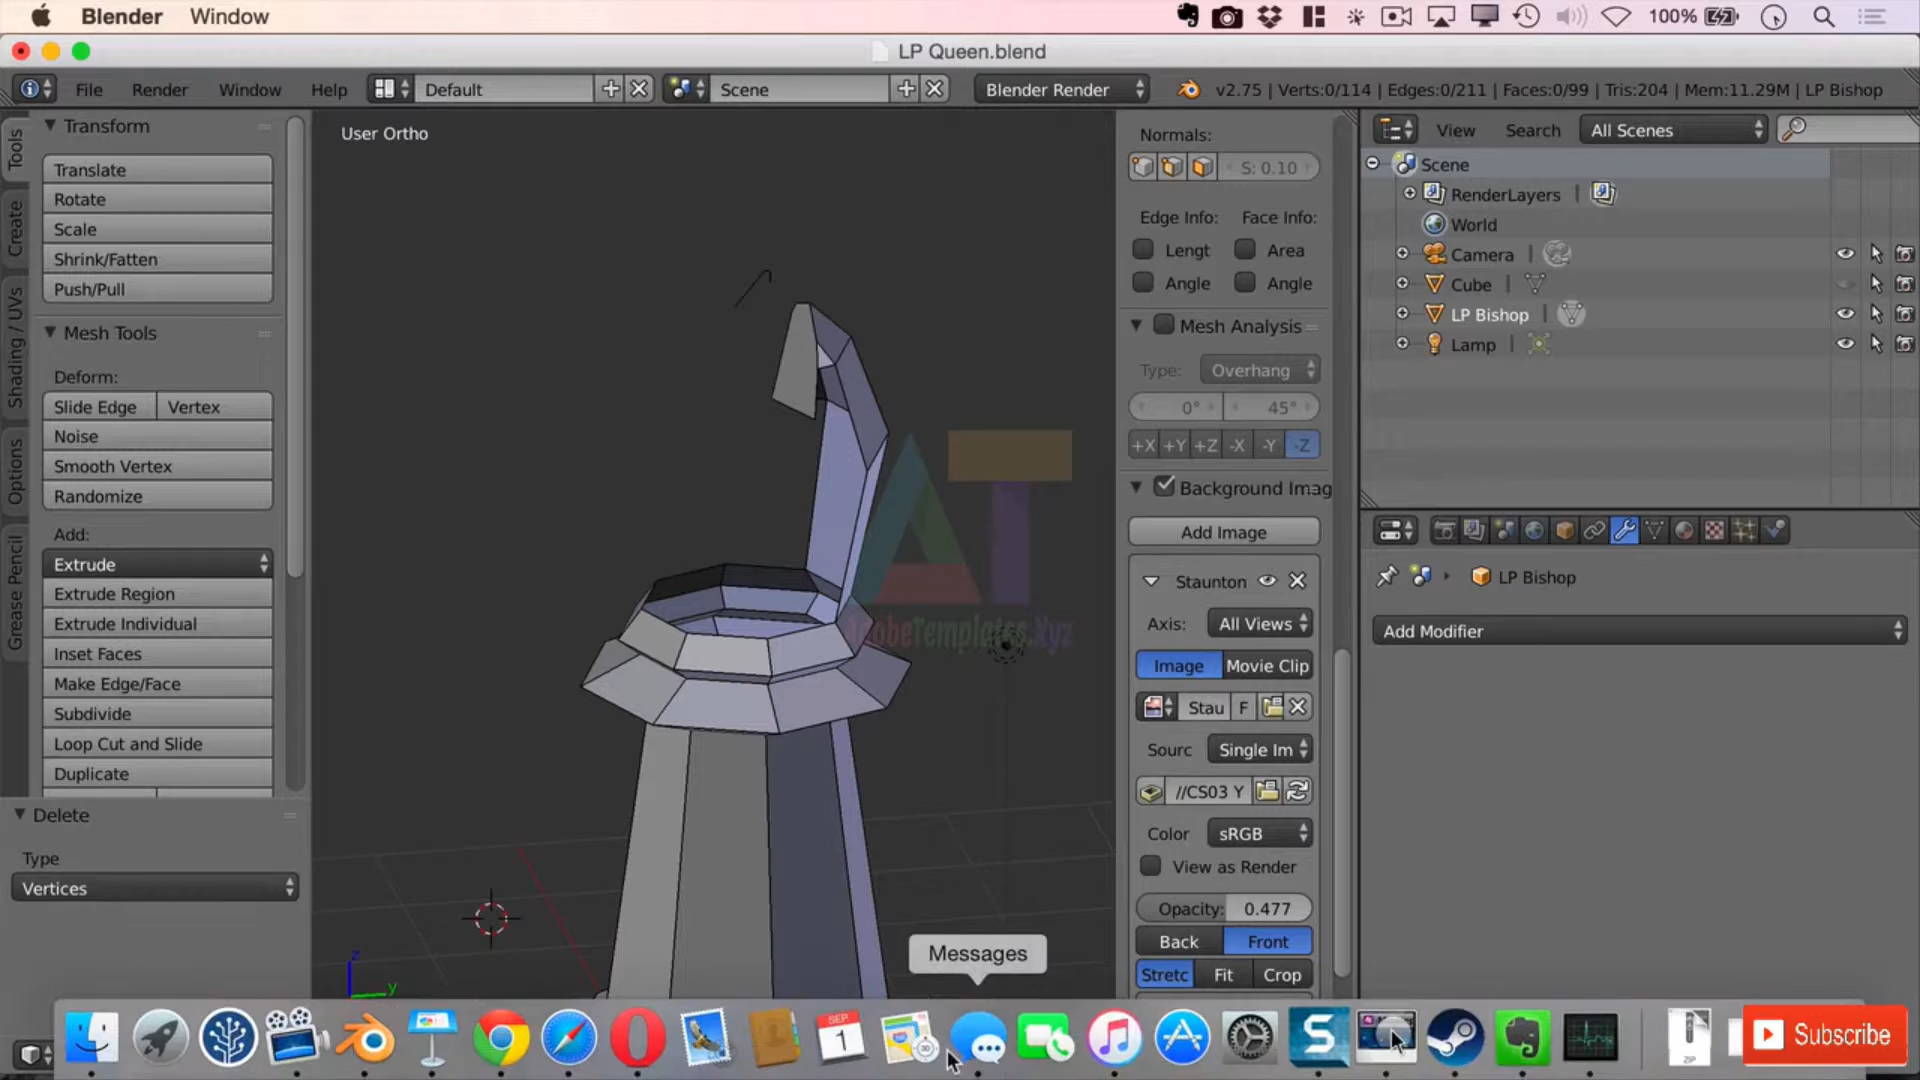 Blender Window 100%
LP Queen.blend
File Render Window Help Default Scene Blender Render v2.75 | Verts:0/114 | Edges:0/211 | Faces:0/99 | Tris:204 | Mem:11.29M | LP Bishop
Tools
Create
Shading / UVs
Options
Grease Pencil
Transform
Translate
Rotate
Scale
Shrink/Fatten
Push/Pull
Mesh Tools
Deform:
Slide Edge Vertex
Noise
Smooth Vertex
Randomize
Add:
Extrude
Extrude Region
Extrude Individual
Inset Faces
Make Edge/Face
Subdivide
Loop Cut and Slide
Duplicate
Delete
Type
Vertices
User Ortho
z
y
AT
AdobeTemplates.Xyz
Normals:
S: 0.10
Edge Info: Face Info:
Lengt Area
Angle Angle
Mesh Analysis
Type: Overhang
0° 45°
+X +Y +Z -X -Y -Z
Background Imag
Add Image
Staunton
Axis: All Views
Image Movie Clip
Stau F
Sourc Single Im
//CS03 Y
Color sRGB
View as Render
Opacity: 0.477
Back Front
Stretc Fit Crop
View Search All Scenes
Scene
RenderLayers |
World
Camera |
Cube |
LP Bishop |
Lamp |
LP Bishop
Add Modifier
Messages
SEP
1
S
ZIP
Subscribe